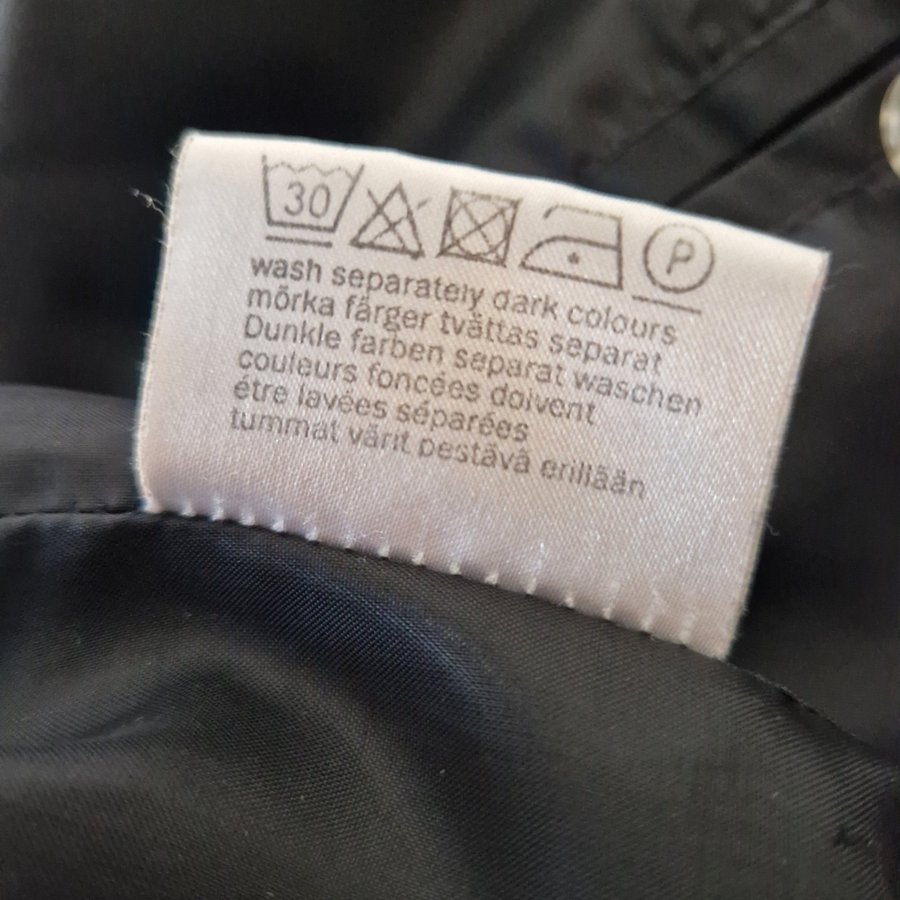 30 P
wash separately dark colours
mörka färger tvättas separat
Dunkle farben separat waschen
couleurs foncées doivent
étre lavées séparées
tummat värit pestävä erillään